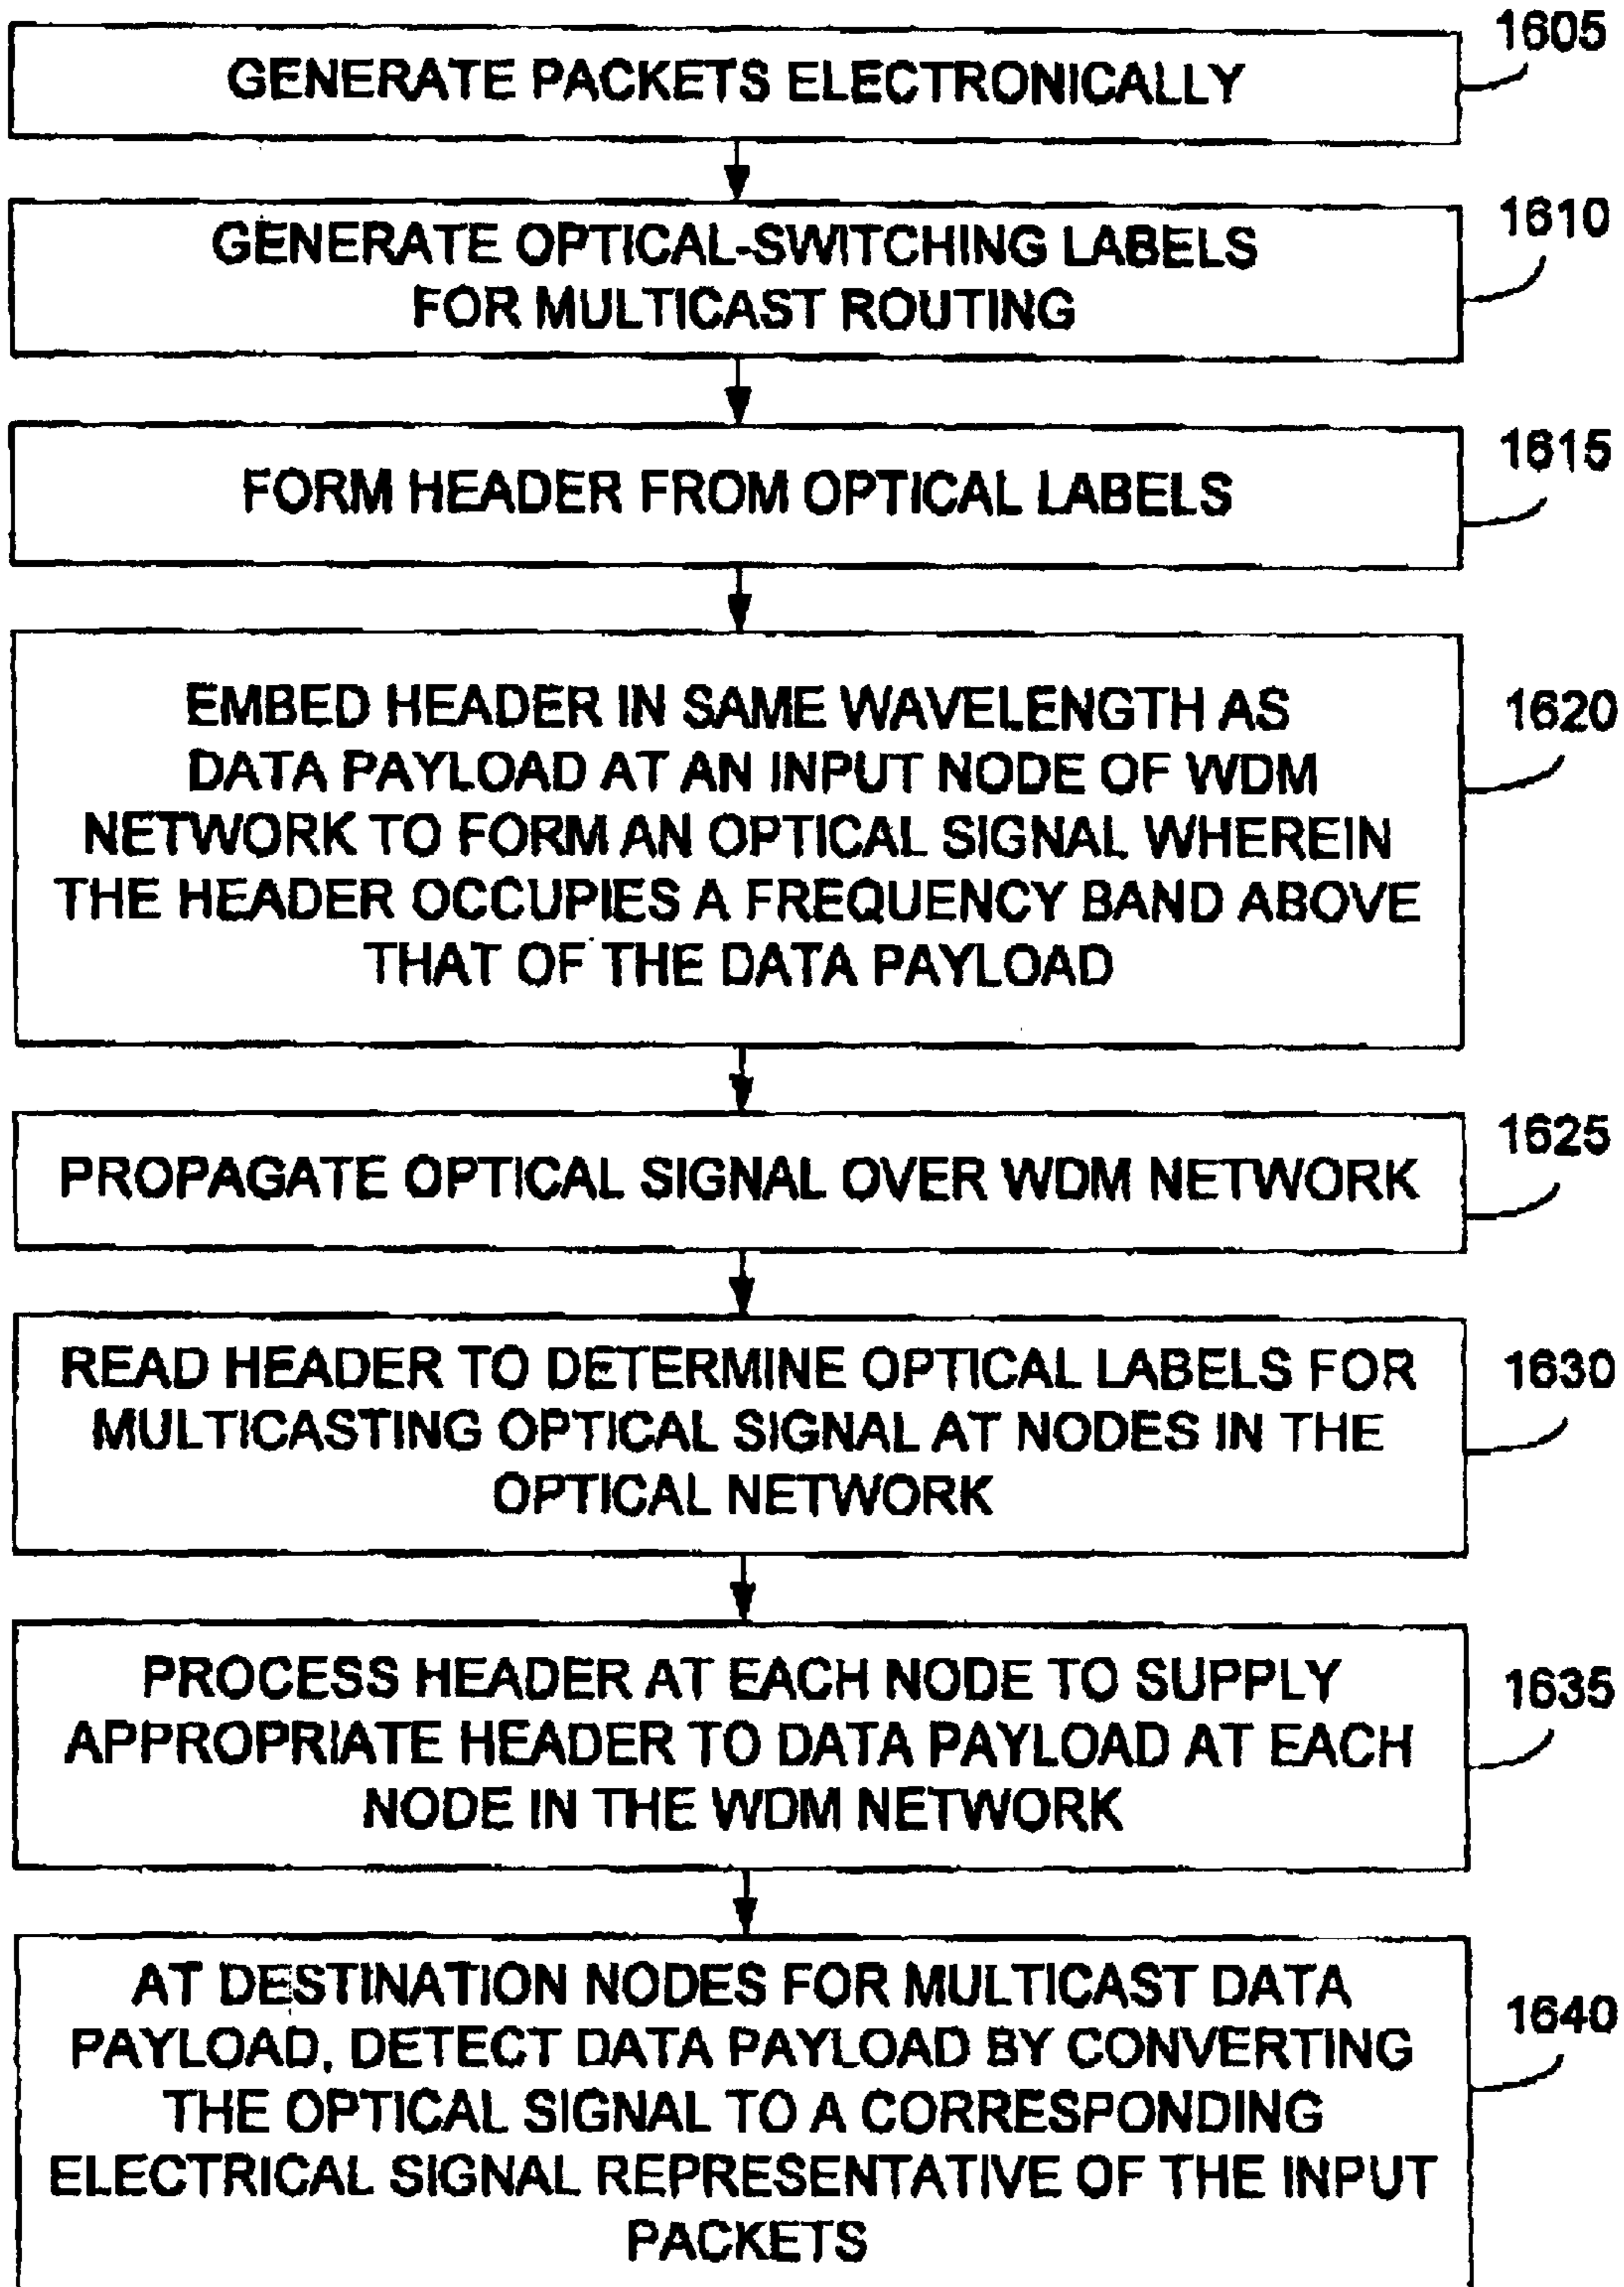 1605
GENERATE PACKETS ELECTRONICALLY
1610
GENERATE OPTICAL-SWITCHING LABELS
FOR MULTICAST ROUTING
1615
FORM HEADER FROM OPTICAL LABELS
1620
EMBED HEADER IN SAME WAVELENGTH AS
DATA PAYLOAD AT AN INPUT NODE OF WDM
NETWORK TO FORM AN OPTICAL SIGNAL WHEREIN
THE HEADER OCCUPIES A FREQUENCY BAND ABOVE
THAT OF THE DATA PAYLOAD
1625
PROPAGATE OPTICAL SIGNAL OVER WDM NETWORK
1630
READ HEADER TO DETERMINE OPTICAL LABELS FOR
MULTICASTING OPTICAL SIGNAL AT NODES IN THE
OPTICAL NETWORK
1635
PROCESS HEADER AT EACH NODE TO SUPPLY
APPROPRIATE HEADER TO DATA PAYLOAD AT EACH
NODE IN THE WDM NETWORK
1640
AT DESTINATION NODES FOR MULTICAST DATA
PAYLOAD, DETECT DATA PAYLOAD BY CONVERTING
THE OPTICAL SIGNAL TO A CORRESPONDING
ELECTRICAL SIGNAL REPRESENTATIVE OF THE INPUT
PACKETS